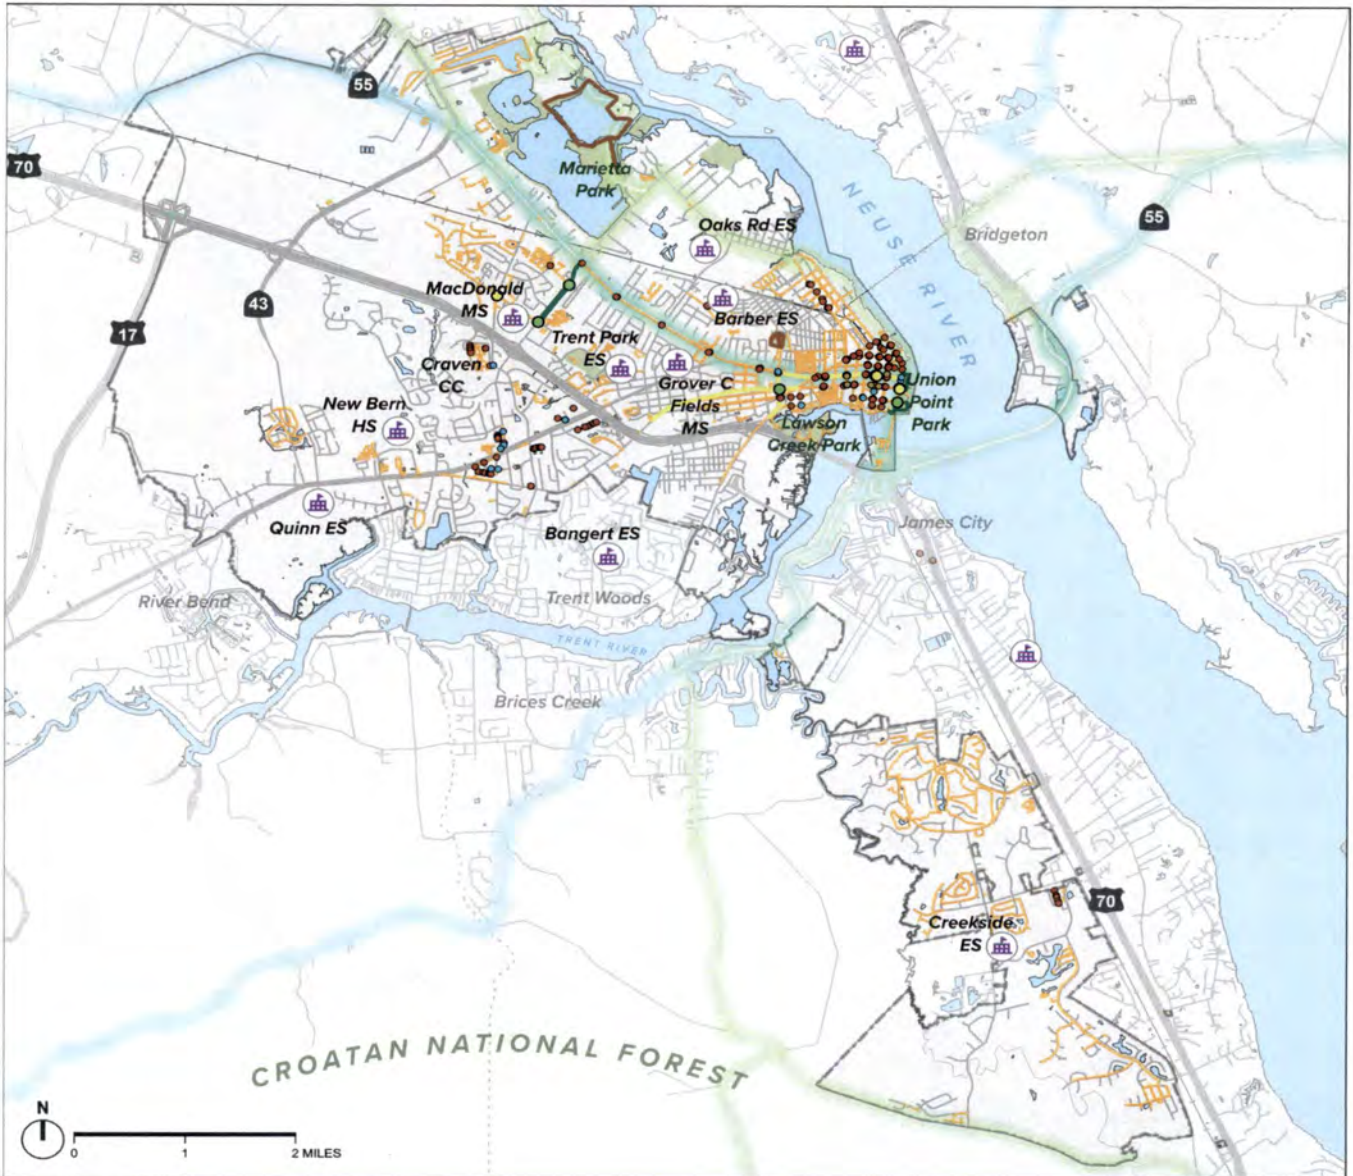 55
70
Marietta
Park
NEUSE RIVER
55
Oaks Rd ES
Bridgeton
MacDonald
MS
43
17
Barber ES
Trent Park
ES
Craven
CC
Grover C
Fields
MS
Union
Point
Park
New Bern
HS
Lawson
Creek Park
Quinn ES
James City
Bangert ES
River Bend
Trent Woods
TRENT RIVER
Brices Creek
70
Creekside
ES
CROATAN NATIONAL FOREST
N
0 1 2 MILES